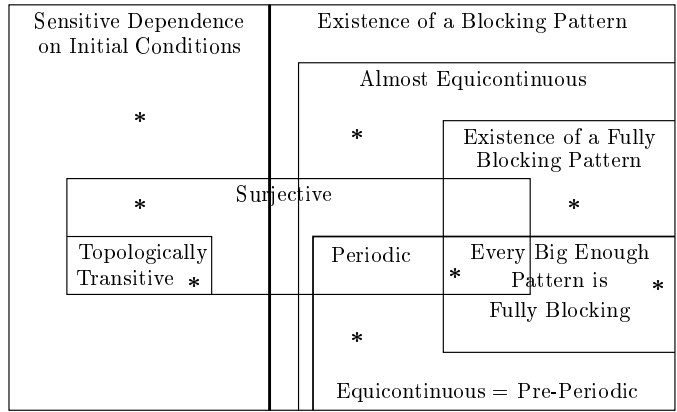 Sensitive Dependence
on Initial Conditions
Existence of a Blocking Pattern
Almost Equicontinuous
*
*
Existence of a Fully
Blocking Pattern
Surjective
*
*
Topologically
Transitive *
Periodic
*
Every Big Enough
Pattern is
Fully Blocking
*
*
Equicontinuous = Pre-Periodic